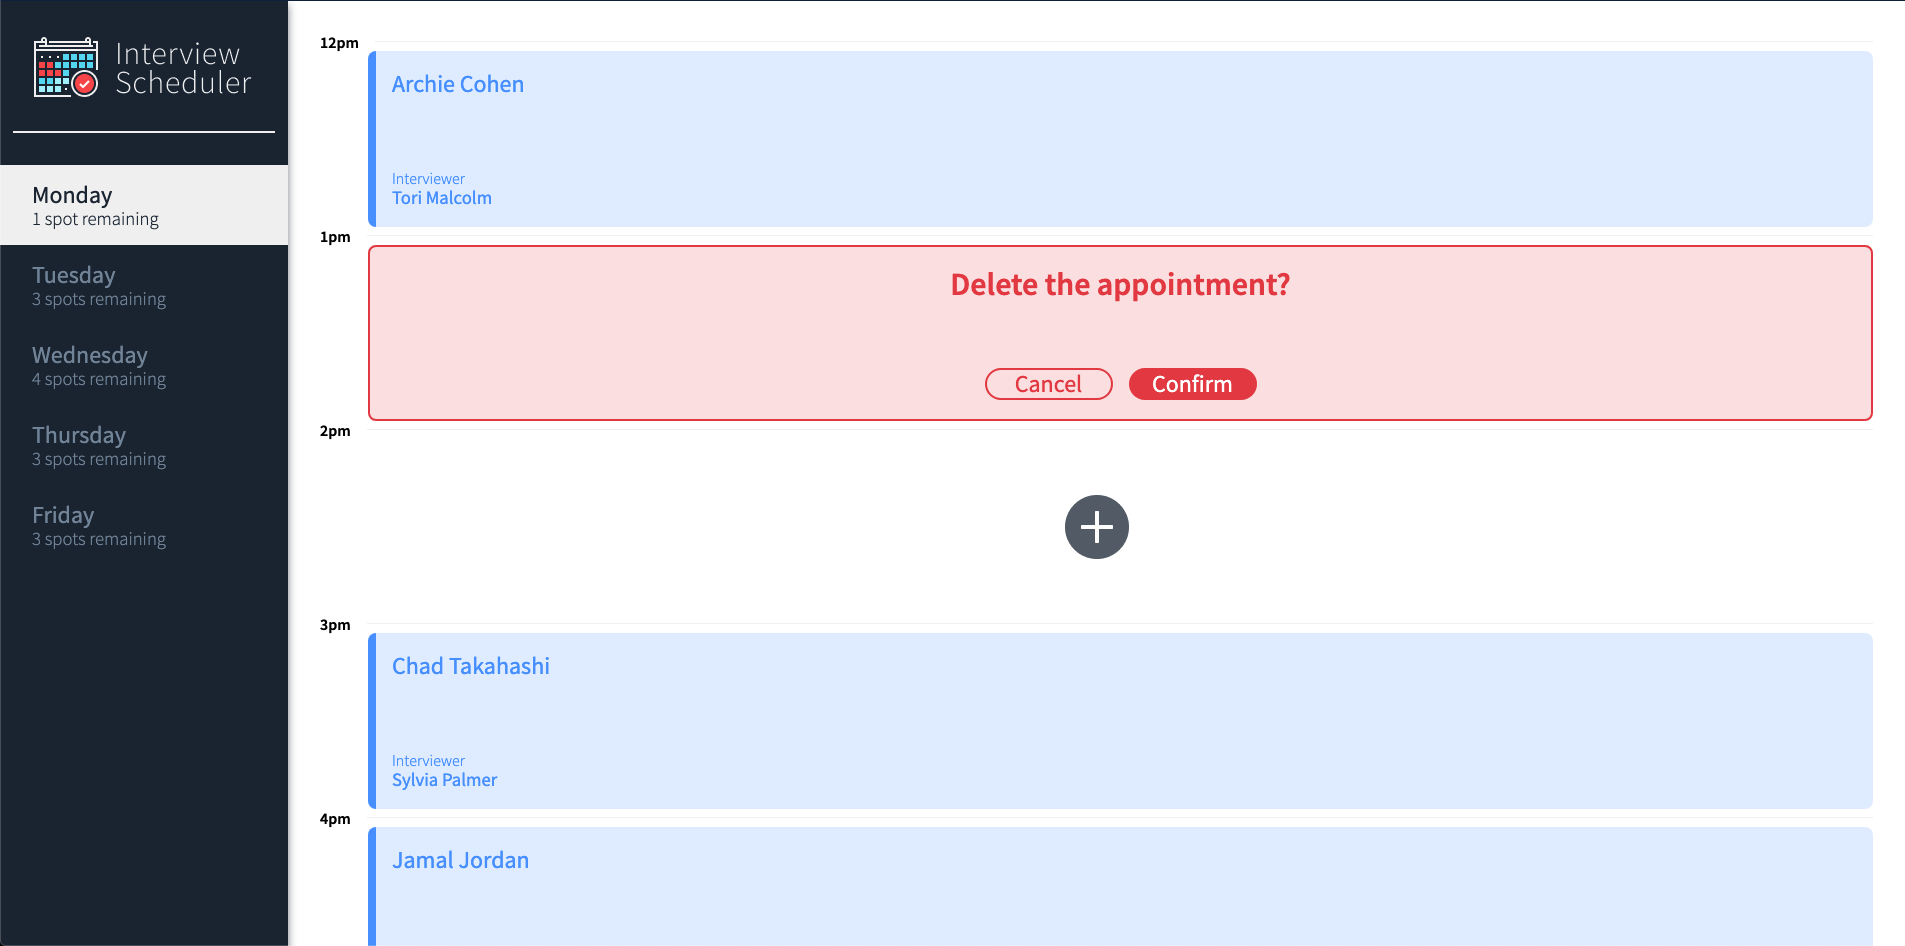 Interview
Scheduler
Monday
1 spot remaining
Tuesday
3 spots remaining
Wednesday
4 spots remaining
Thursday
3 spots remaining
Friday
3 spots remaining
12pm
Archie Cohen
Interviewer
Tori Malcolm
1pm
Delete the appointment?
Cancel Confirm
2pm
3pm
Chad Takahashi
Interviewer
Sylvia Palmer
4pm
Jamal Jordan